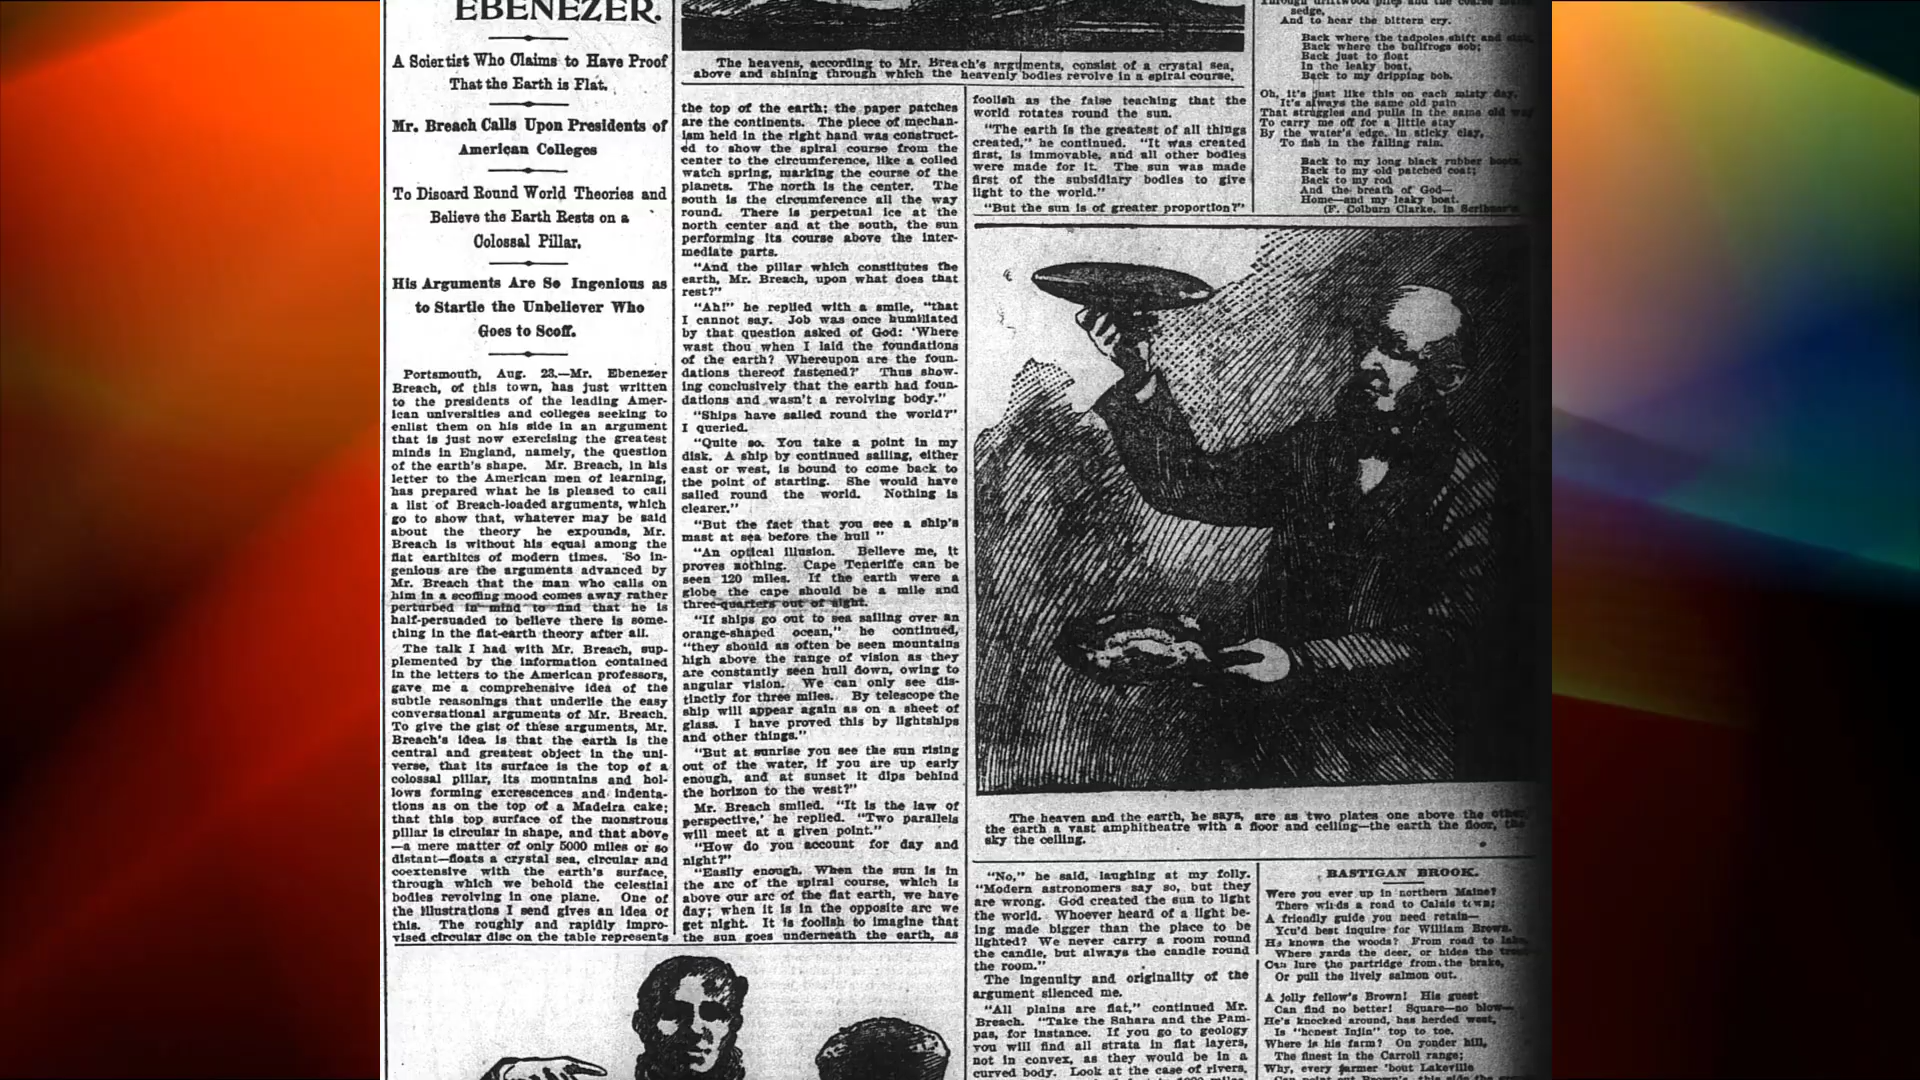 EBENEZER.
A Scientist Who Claims to Have Proof
That the Earth is Flat.
Mr. Breach Calls Upon Presidents of
American Colleges
To Discard Round World Theories and
Believe the Earth Rests on a
Colossal Pillar.
His Arguments Are So Ingenious as
to Startle the Unbeliever Who
Goes to Scoff.
Portsmouth, Aug. 23.—Mr. Ebenezer
Breach, of this town, has just written
to the presidents of the leading Amer-
ican universities and colleges seeking to
enlist them on his side in an argument
that is just now exercising the greatest
minds in England, namely, the question
of the earth's shape. Mr. Breach, in his
letter to the American men of learning,
has prepared what he is pleased to call
a list of Breach-loaded arguments, which
go to show that, whatever may be said
about the theory he expounds, Mr.
Breach is without his equal among the
flat earthites of modern times. So in-
genious are the arguments advanced by
Mr. Breach that the man who calls on
him in a scoffing mood comes away rather
perturbed in mind to find that he is
half-persuaded to believe there is some-
thing in the flat-earth theory after all.
The talk I had with Mr. Breach, sup-
plemented by the information contained
in the letters to the American professors,
gave me a comprehensive idea of the
subtle reasonings that underlie the easy
conversational arguments of Mr. Breach.
To give the gist of these arguments, Mr.
Breach's idea is that the earth is the
central and greatest object in the uni-
verse, that its surface is the top of a
colossal pillar, its mountains and hol-
lows forming excrescences and indenta-
tions as on the top of a Madeira cake;
that this top surface of the monstrous
pillar is circular in shape, and that above
—a mere matter of only 5000 miles or so
distant—floats a crystal sea, circular and
coextensive with the earth's surface,
through which we behold the celestial
bodies revolving in one plane. One of
the illustrations I send gives an idea of
this. The roughly and rapidly impro-
vised circular disc on the table represents
The heavens, according to Mr. Breach's arguments, consist of a crystal sea,
above and shining through which the heavenly bodies revolve in a spiral course.
the top of the earth; the paper patches
are the continents. The piece of mechan-
ism held in the right hand was construct-
ed to show the spiral course from the
center to the circumference, like a coiled
watch spring, marking the course of the
planets. The north is the center. The
south is the circumference all the way
round. There is perpetual ice at the
north center and at the south, the sun
performing its course above the inter-
mediate parts.
"And the pillar which constitutes the
earth, Mr. Breach, upon what does that
rest?"
"Ah!" he replied with a smile, "that
I cannot say. Job was once humiliated
by that question asked of God: 'Where
wast thou when I laid the foundations
of the earth? Whereupon are the foun-
dations thereof fastened?' Thus show-
ing conclusively that the earth had foun-
dations and wasn't a revolving body."
"Ships have sailed round the world?"
I queried.
"Quite so. You take a point in my
disk. A ship by continued sailing, either
east or west, is bound to come back to
the point of starting. She would have
sailed round the world. Nothing is
clearer."
"But the fact that you see a ship's
mast at sea before the hull "
"An optical illusion. Believe me, it
proves nothing. Cape Teneriffe can be
seen 120 miles. If the earth were a
globe the cape should be a mile and
three-quarters out of sight.
"If ships go out to sea sailing over an
orange-shaped ocean," he continued,
"they should as often be seen mountains
high above the range of vision as they
are constantly seen hull down, owing to
angular vision. We can only see dis-
tinctly for three miles. By telescope the
ship will appear again as on a sheet of
glass. I have proved this by lightships
and other things."
"But at sunrise you see the sun rising
out of the water, if you are up early
enough, and at sunset it dips behind
the horizon to the west?"
Mr. Breach smiled. "It is the law of
perspective,' he replied. "Two parallels
will meet at a given point."
"How do you account for day and
night?"
"Easily enough. When the sun is in
the arc of the spiral course, which is
above our arc of the flat earth, we have
day; when it is in the opposite arc we
get night. It is foolish to imagine that
the sun goes underneath the earth, as
foolish as the false teaching that the
world rotates round the sun.
"The earth is the greatest of all things
created," he continued. "It was created
first, is immovable, and all other bodies
were made for it. The sun was made
first of the subsidiary bodies to give
light to the world."
"But the sun is of greater proportion?"
The heaven and the earth, he says, are as two plates one above the other,
the earth a vast amphitheatre with a floor and ceiling—the earth the floor, the
sky the ceiling.
"No," he said, laughing at my folly.
"Modern astronomers say so, but they
are wrong. God created the sun to light
the world. Whoever heard of a light be-
ing made bigger than the place to be
lighted? We never carry a room round
the candle, but always the candle round
the room."
The ingenuity and originality of the
argument silenced me.
"All plains are flat," continued Mr.
Breach. "Take the Sahara and the Pam-
pas, for instance. If you go to geology
you will find all strata in flat layers,
not in convex, as they would be in a
curved body. Look at the case of rivers,
sedge,
And to hear the bittern cry.
Back where the tadpoles shift and
Back where the bullfrogs sob;
Back just to float
In the leaky boat,
Back to my dripping bob.
Oh, it's just like this on each misty day,
It's always the same old pain
That struggles and pulls in the same old
To carry me off for a little stay
By the water's edge, in sticky clay,
To fish in the falling rain.
Back to my long black rubber boots,
Back to my old patched coat;
Back to my rod
And the breath of God—
Home—and my leaky boat.
(F. Colburn Clarke, in Scribner's
BASTIGAN BROOK.
Were you ever up in northern Maine?
There winds a road to Calais town;
A friendly guide you need retain—
You'd best inquire for William Brown.
He knows the woods? From road to lake,
Where yards the deer, or hides the
Can lure the partridge from the brake,
Or pull the lively salmon out.
A jolly fellow's Brown! His guest
Can find no better! Square—no blow—
He's knocked around, has herded west,
Is "honest Injin" top to toe.
Where is his farm? On yonder hill,
The finest in the Carroll range;
Why, every farmer 'bout Lakeville